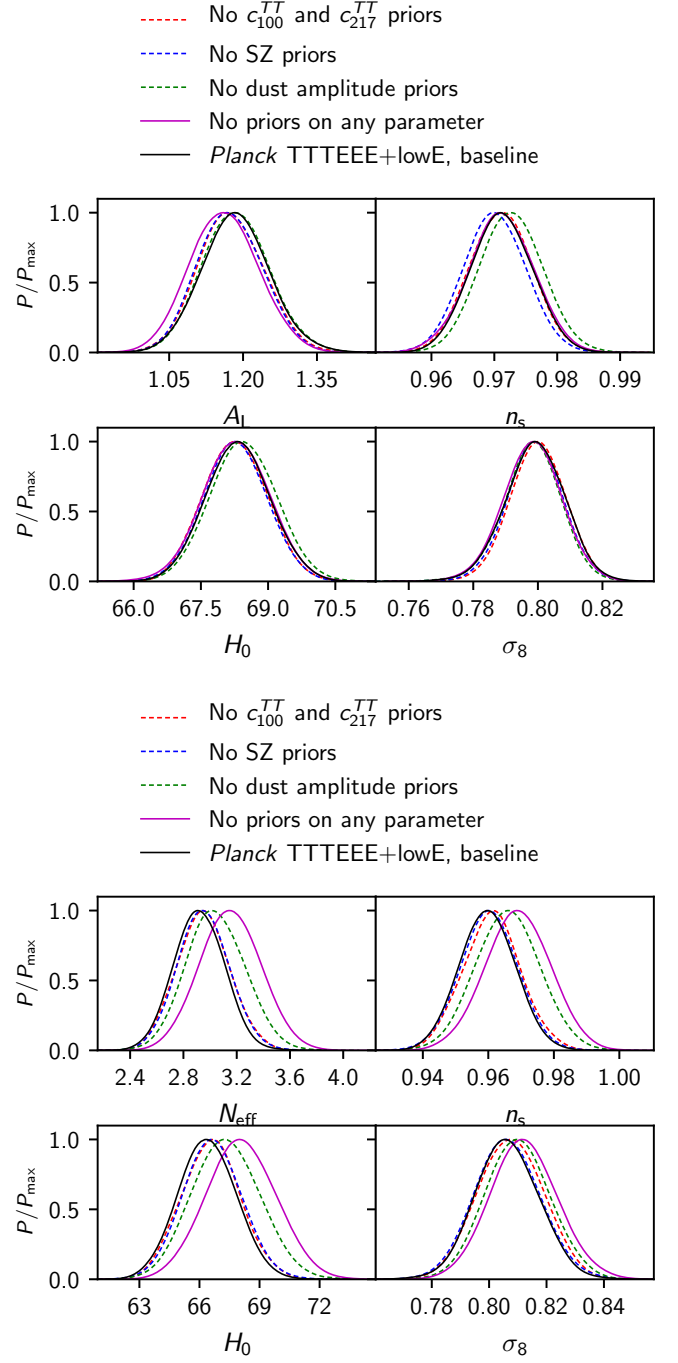 No c_{100}^{TT} and c_{217}^{TT} priors
No SZ priors
No dust amplitude priors
No priors on any parameter
Planck TTTEEE+lowE, baseline
1.0
0.5
0.0
P/P_{max}
1.05 1.20 1.35
A_L
0.96 0.97 0.98 0.99
n_s
1.0
0.5
0.0
P/P_{max}
66.0 67.5 69.0 70.5
H_0
0.76 0.78 0.80 0.82
σ_8
No c_{100}^{TT} and c_{217}^{TT} priors
No SZ priors
No dust amplitude priors
No priors on any parameter
Planck TTTEEE+lowE, baseline
1.0
0.5
0.0
P/P_{max}
2.4 2.8 3.2 3.6 4.0
N_{eff}
0.94 0.96 0.98 1.00
n_s
1.0
0.5
0.0
P/P_{max}
63 66 69 72
H_0
0.78 0.80 0.82 0.84
σ_8